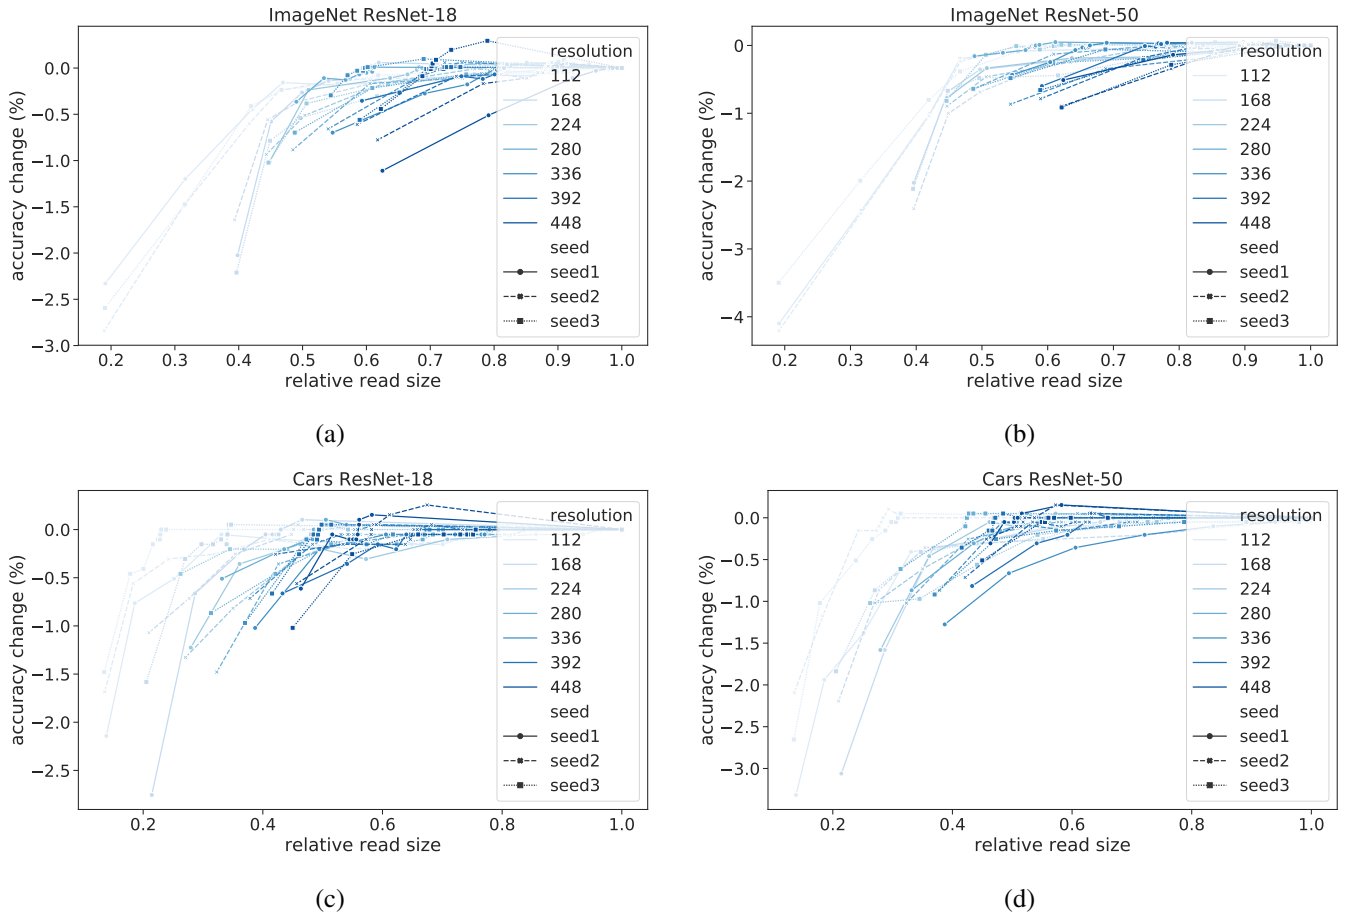 ImageNet ResNet-18
accuracy change (%)
0.0
−0.5
−1.0
−1.5
−2.0
−2.5
−3.0
0.2 0.3 0.4 0.5 0.6 0.7 0.8 0.9 1.0
relative read size
resolution
112
168
224
280
336
392
448
seed
seed1
seed2
seed3
(a)
ImageNet ResNet-50
accuracy change (%)
0
−1
−2
−3
−4
0.2 0.3 0.4 0.5 0.6 0.7 0.8 0.9 1.0
relative read size
resolution
112
168
224
280
336
392
448
seed
seed1
seed2
seed3
(b)
Cars ResNet-18
accuracy change (%)
0.0
−0.5
−1.0
−1.5
−2.0
−2.5
0.2 0.4 0.6 0.8 1.0
relative read size
resolution
112
168
224
280
336
392
448
seed
seed1
seed2
seed3
(c)
Cars ResNet-50
accuracy change (%)
0.0
−0.5
−1.0
−1.5
−2.0
−2.5
−3.0
0.2 0.4 0.6 0.8 1.0
relative read size
resolution
112
168
224
280
336
392
448
seed
seed1
seed2
seed3
(d)